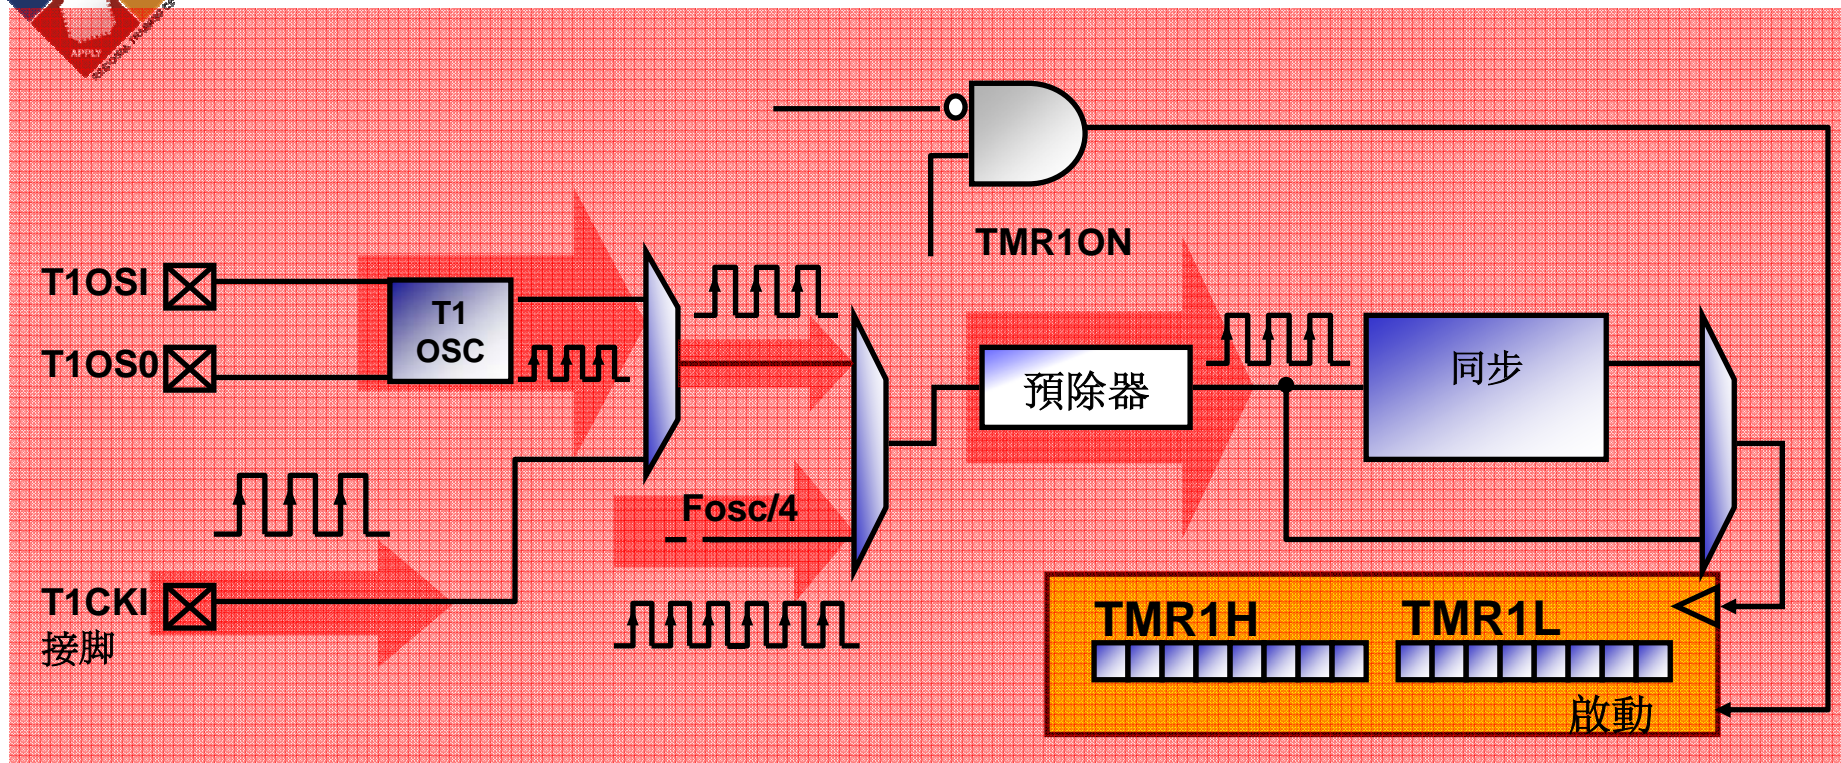 APPLY
TMR1ON
T1OSI
T1
OSC
T1OS0
預除器
同步
Fosc/4
T1CKI
接脚
TMR1H
TMR1L
啟動